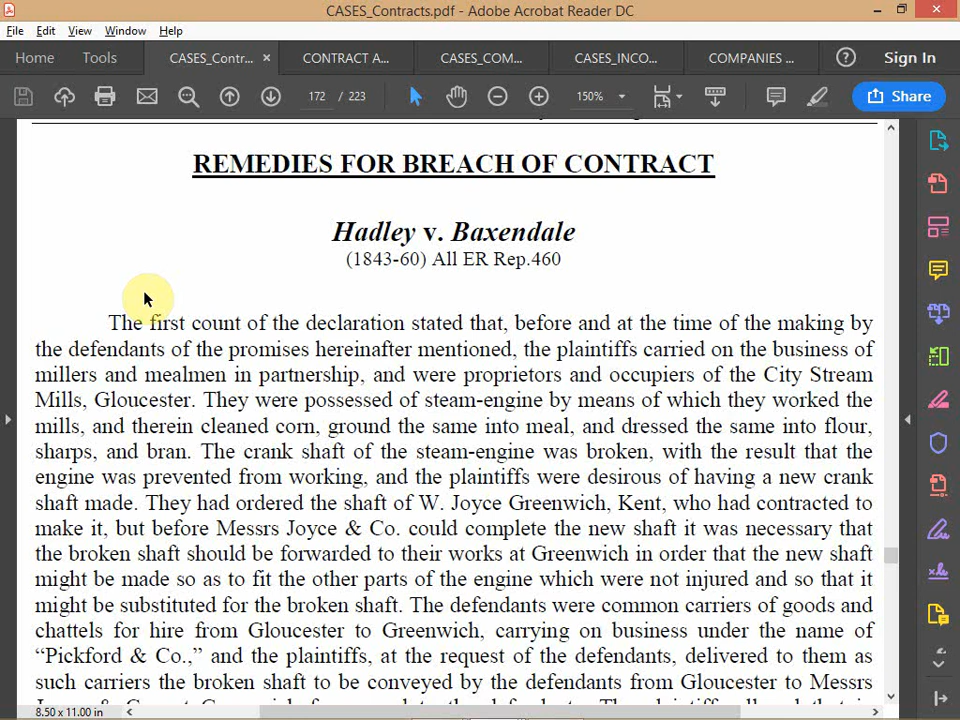 CASES_Contracts.pdf - Adobe Acrobat Reader DC
File Edit View Window Help
Home Tools CASES_Contr... × CONTRACT A... CASES_COM... CASES_INCO... COMPANIES ... Sign In
172 / 223 150% Share
REMEDIES FOR BREACH OF CONTRACT
Hadley v. Baxendale
(1843-60) All ER Rep.460
The first count of the declaration stated that, before and at the time of the making by
the defendants of the promises hereinafter mentioned, the plaintiffs carried on the business of
millers and mealmen in partnership, and were proprietors and occupiers of the City Stream
Mills, Gloucester. They were possessed of steam-engine by means of which they worked the
mills, and therein cleaned corn, ground the same into meal, and dressed the same into flour,
sharps, and bran. The crank shaft of the steam-engine was broken, with the result that the
engine was prevented from working, and the plaintiffs were desirous of having a new crank
shaft made. They had ordered the shaft of W. Joyce Greenwich, Kent, who had contracted to
make it, but before Messrs Joyce & Co. could complete the new shaft it was necessary that
the broken shaft should be forwarded to their works at Greenwich in order that the new shaft
might be made so as to fit the other parts of the engine which were not injured and so that it
might be substituted for the broken shaft. The defendants were common carriers of goods and
chattels for hire from Gloucester to Greenwich, carrying on business under the name of
“Pickford & Co.,” and the plaintiffs, at the request of the defendants, delivered to them as
such carriers the broken shaft to be conveyed by the defendants from Gloucester to Messrs
8.50 x 11.00 in